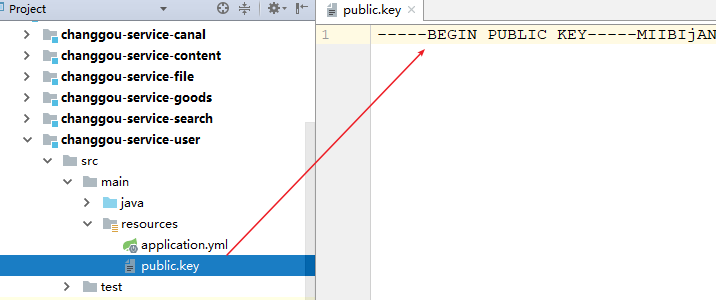 Project
changgou-service-canal
changgou-service-content
changgou-service-file
changgou-service-goods
changgou-service-search
changgou-service-user
src
main
java
resources
application.yml
public.key
test
public.key
1
-----BEGIN PUBLIC KEY-----MIIBIjAN